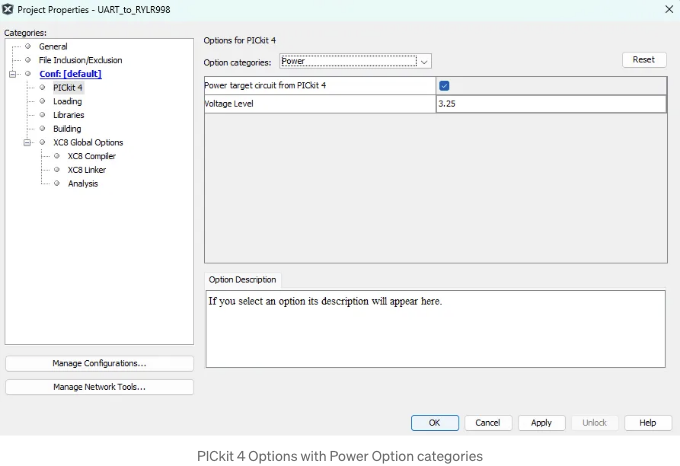 Project Properties - UART_to_RYLR998
Categories:
General
File Inclusion/Exclusion
Conf: [default]
PICkit 4
Loading
Libraries
Building
XC8 Global Options
XC8 Compiler
XC8 Linker
Analysis
Manage Configurations...
Manage Network Tools...
Options for PICkit 4
Option categories: Power
Reset
Power target circuit from PICkit 4
Voltage Level 3.25
Option Description
If you select an option its description will appear here.
OK Cancel Apply Unlock Help
PICkit 4 Options with Power Option categories